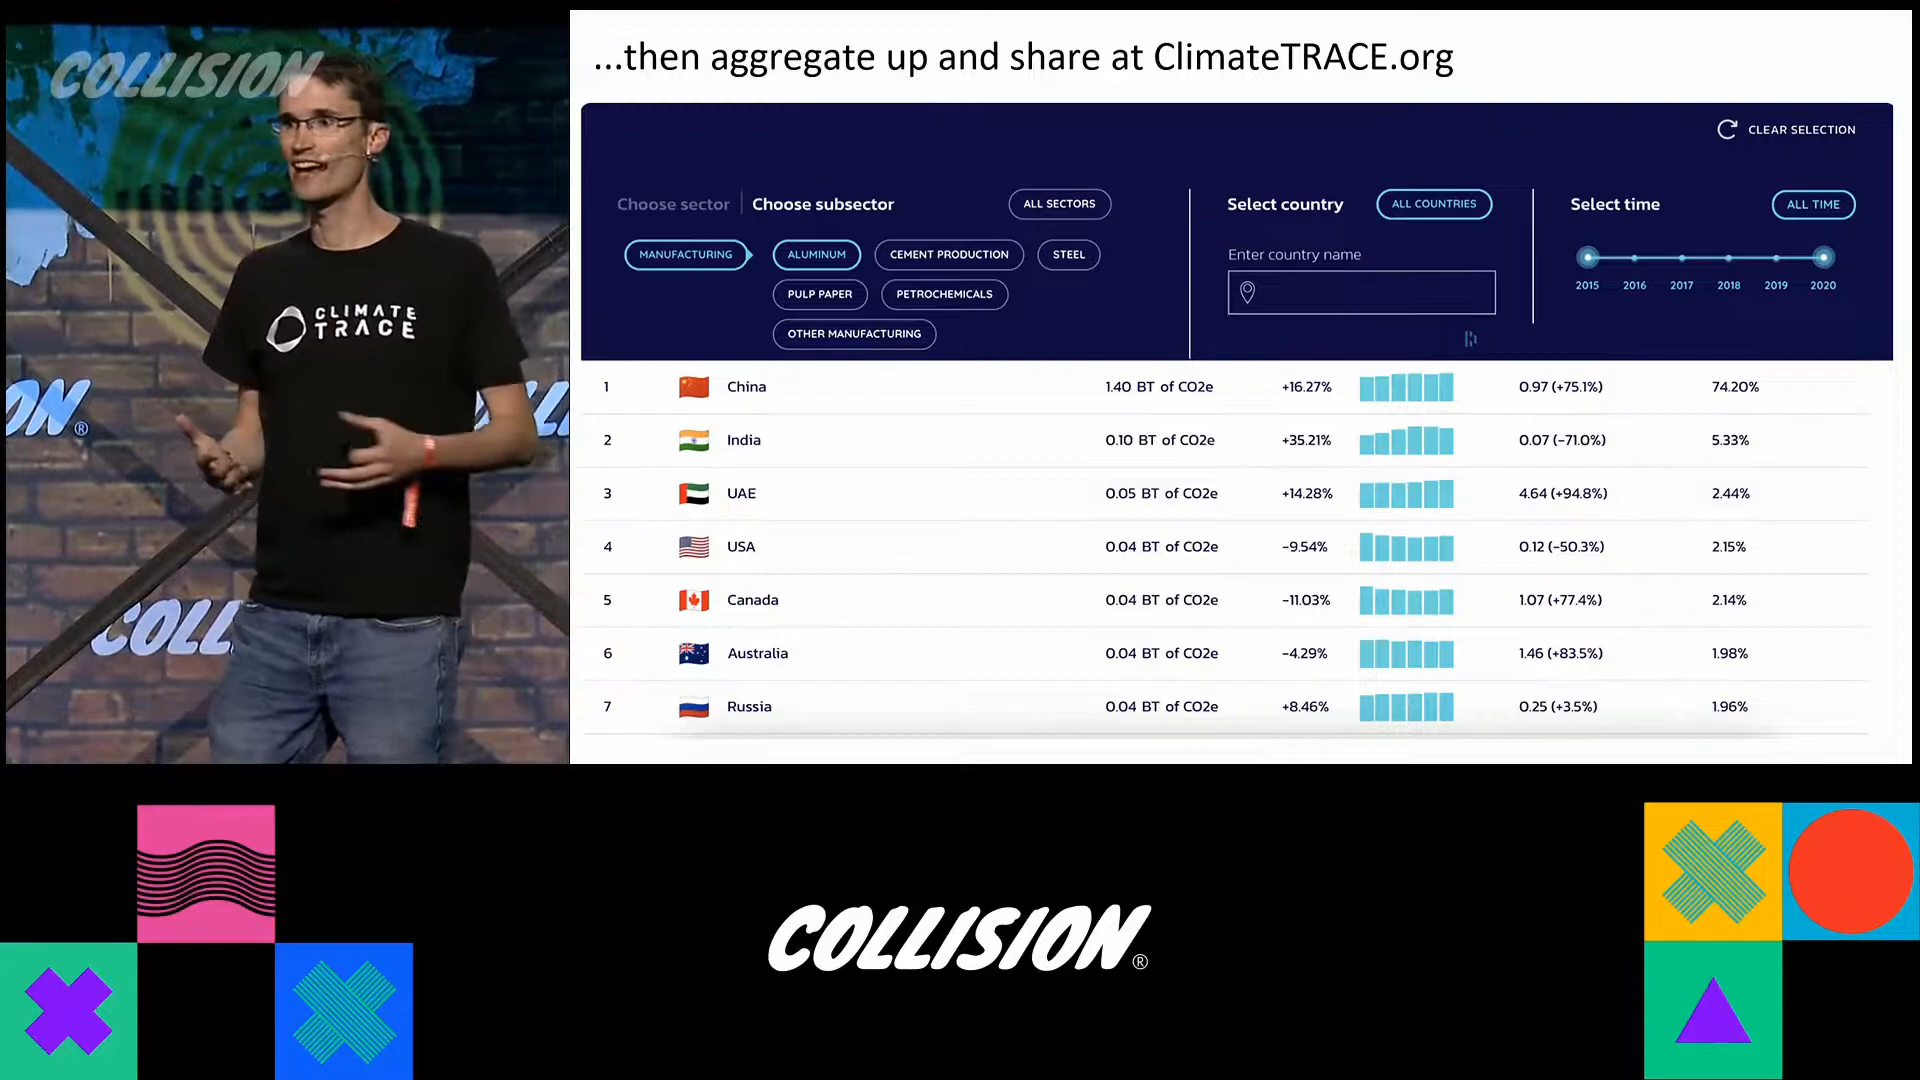 COLLISION
CLIMATE
TRACE
ON®
COLL
...then aggregate up and share at ClimateTRACE.org
CLEAR SELECTION
Choose sector
Choose subsector
ALL SECTORS
MANUFACTURING
ALUMINUM
CEMENT PRODUCTION
STEEL
PULP PAPER
PETROCHEMICALS
OTHER MANUFACTURING
Select country
ALL COUNTRIES
Enter country name
Select time
ALL TIME
2015 2016 2017 2018 2019 2020
1 China 1.40 BT of CO2e +16.27% 0.97 (+75.1%) 74.20%
2 India 0.10 BT of CO2e +35.21% 0.07 (-71.0%) 5.33%
3 UAE 0.05 BT of CO2e +14.28% 4.64 (+94.8%) 2.44%
4 USA 0.04 BT of CO2e -9.54% 0.12 (-50.3%) 2.15%
5 Canada 0.04 BT of CO2e -11.03% 1.07 (+77.4%) 2.14%
6 Australia 0.04 BT of CO2e -4.29% 1.46 (+83.5%) 1.98%
7 Russia 0.04 BT of CO2e +8.46% 0.25 (+3.5%) 1.96%
COLLISION®